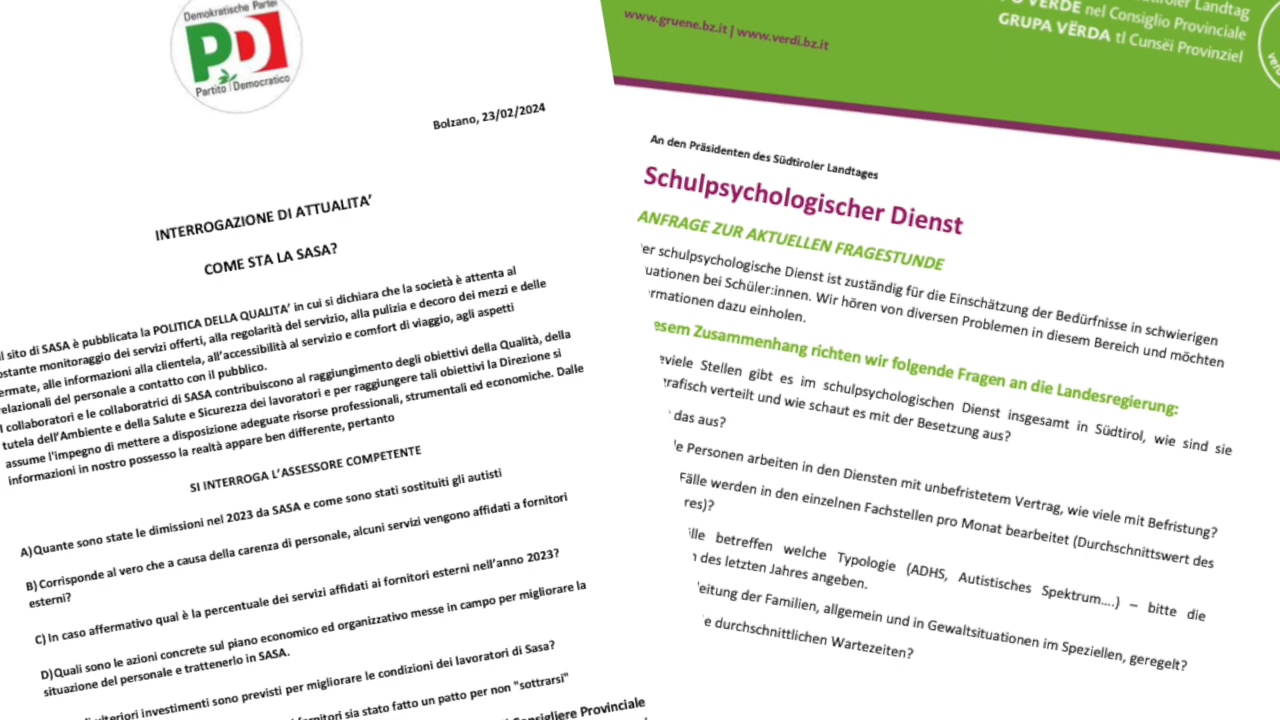 Demokratische Partei
PD
Partito Democratico
Bolzano, 23/02/2024
INTERROGAZIONE DI ATTUALITA'
COME STA LA SASA?
sito di SASA è pubblicata la POLITICA DELLA QUALITA' in cui si dichiara che la società è attenta al
monitoraggio dei servizi offerti, alla regolarità del servizio, alla pulizia e decoro dei mezzi e delle
alle informazioni alla clientela, all'accessibilità al servizio e comfort di viaggio, agli aspetti
del personale a contatto con il pubblico.
I collaboratori e le collaboratrici di SASA contribuiscono al raggiungimento degli obiettivi della Qualità, della
tutela dell'Ambiente e della Salute e Sicurezza dei lavoratori e per raggiungere tali obiettivi la Direzione si
assume l'impegno di mettere a disposizione adeguate risorse professionali, strumentali ed economiche. Dalle
informazioni in nostro possesso la realtà appare ben differente, pertanto
SI INTERROGA L'ASSESSORE COMPETENTE
A) Quante sono state le dimissioni nel 2023 da SASA e come sono stati sostituiti gli autisti
B) Corrisponde al vero che a causa della carenza di personale, alcuni servizi vengono affidati a fornitori
esterni?
C) In caso affermativo qual è la percentuale dei servizi affidati ai fornitori esterni nell'anno 2023?
D) Quali sono le azioni concrete sul piano economico ed organizzativo messe in campo per migliorare la
situazione del personale e trattenerlo in SASA.
ulteriori investimenti sono previsti per migliorare le condizioni dei lavoratori di Sasa?
fornitori sia stato fatto un patto per non "sottrarsi"
Consigliere Provinciale
www.gruene.bz.it | www.verdi.bz.it
Landtag
VERDE nel Consiglio Provinciale
GRUPA VËRDA tl Cunsëi Provinziel
An den Präsidenten des Südtiroler Landtages
Schulpsychologischer Dienst
ANFRAGE ZUR AKTUELLEN FRAGESTUNDE
schulpsychologische Dienst ist zuständig für die Einschätzung der Bedürfnisse in schwierigen
bei Schüler:innen. Wir hören von diversen Problemen in diesem Bereich und möchten
dazu einholen.
Zusammenhang richten wir folgende Fragen an die Landesregierung:
Stellen gibt es im schulpsychologischen Dienst insgesamt in Südtirol, wie sind sie
verteilt und wie schaut es mit der Besetzung aus?
das aus?
Personen arbeiten in den Diensten mit unbefristetem Vertrag, wie viele mit Befristung?
Fälle werden in den einzelnen Fachstellen pro Monat bearbeitet (Durchschnittswert des
res)?
betreffen welche Typologie (ADHS, Autistisches Spektrum....) – bitte die
des letzten Jahres angeben.
der Familien, allgemein und in Gewaltsituationen im Speziellen, geregelt?
durchschnittlichen Wartezeiten?